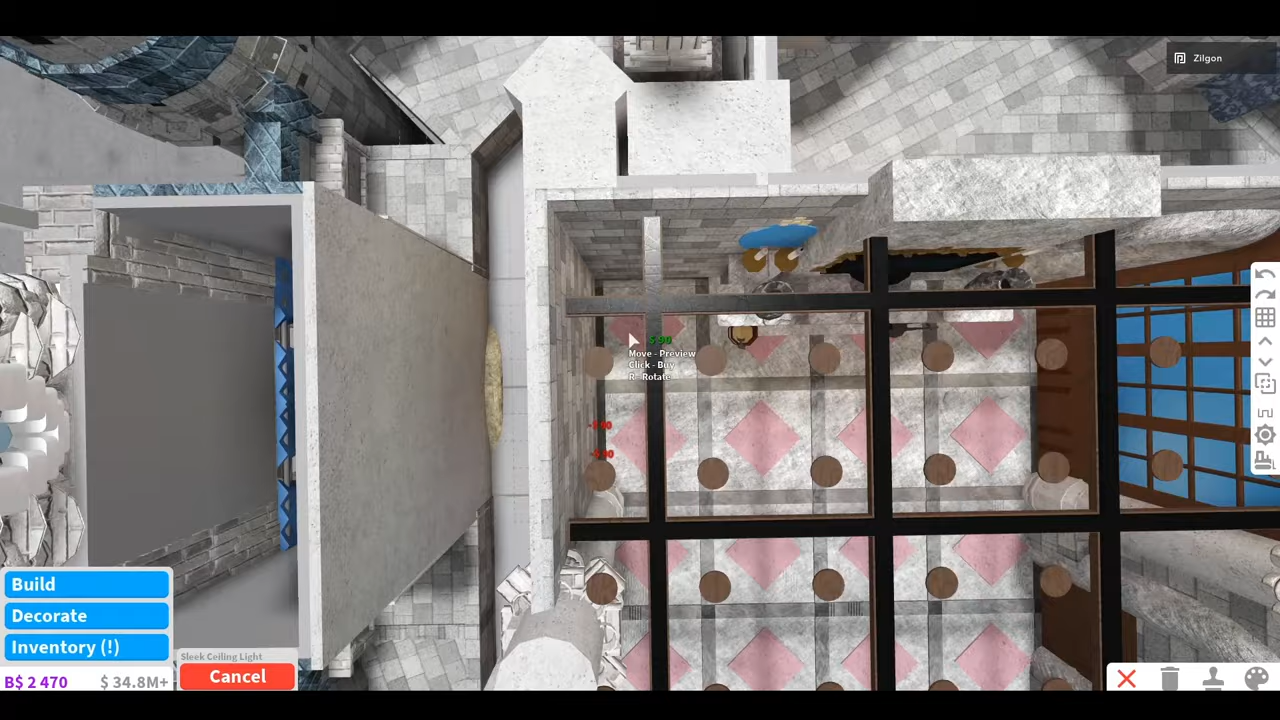 Zilgon
$ 90
Move - Preview
Click - Buy
R - Rotate
Build
Decorate
Inventory (!)
Sleek Ceiling Light
Cancel
B$ 2 470
$ 34.8M+